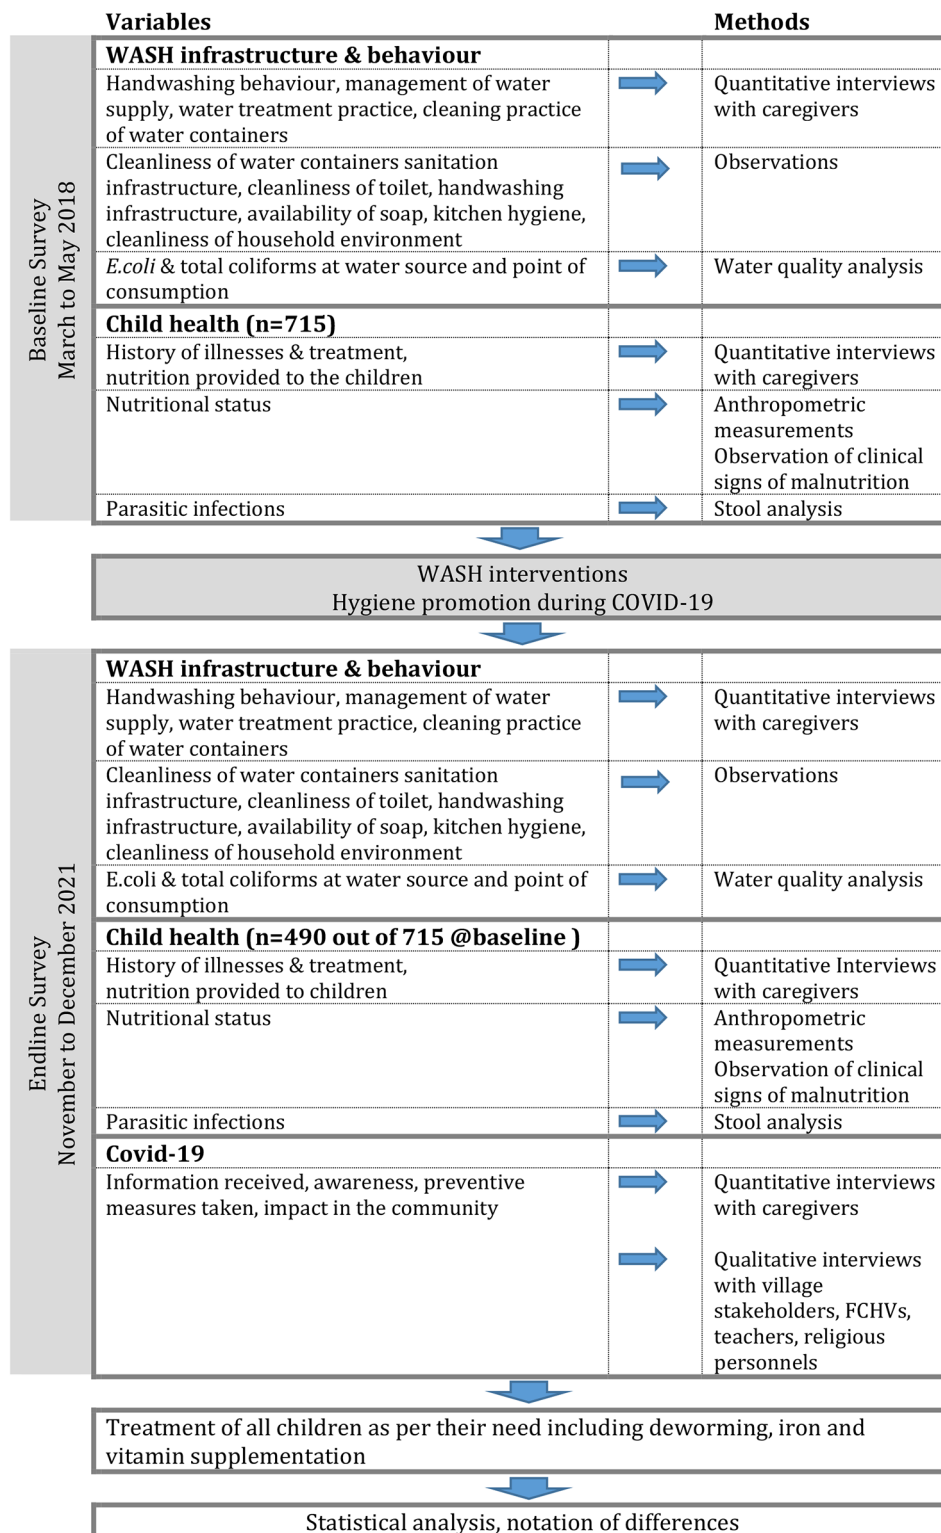 Variables
Methods
Baseline Survey
March to May 2018
WASH infrastructure & behaviour
Handwashing behaviour, management of water
supply, water treatment practice, cleaning practice
of water containers
Quantitative interviews
with caregivers
Cleanliness of water containers sanitation
infrastructure, cleanliness of toilet, handwashing
infrastructure, availability of soap, kitchen hygiene,
cleanliness of household environment
Observations
E.coli & total coliforms at water source and point of
consumption
Water quality analysis
Child health (n=715)
History of illnesses & treatment,
nutrition provided to the children
Quantitative interviews
with caregivers
Nutritional status
Anthropometric
measurements
Observation of clinical
signs of malnutrition
Parasitic infections
Stool analysis
WASH interventions
Hygiene promotion during COVID-19
Endline Survey
November to December 2021
WASH infrastructure & behaviour
Handwashing behaviour, management of water
supply, water treatment practice, cleaning practice
of water containers
Quantitative interviews
with caregivers
Cleanliness of water containers sanitation
infrastructure, cleanliness of toilet, handwashing
infrastructure, availability of soap, kitchen hygiene,
cleanliness of household environment
Observations
E.coli & total coliforms at water source and point of
consumption
Water quality analysis
Child health (n=490 out of 715 @baseline )
History of illnesses & treatment,
nutrition provided to children
Quantitative Interviews
with caregivers
Nutritional status
Anthropometric
measurements
Observation of clinical
signs of malnutrition
Parasitic infections
Stool analysis
Covid-19
Information received, awareness, preventive
measures taken, impact in the community
Quantitative interviews
with caregivers
Qualitative interviews
with village
stakeholders, FCHVs,
teachers, religious
personnels
Treatment of all children as per their need including deworming, iron and
vitamin supplementation
Statistical analysis, notation of differences